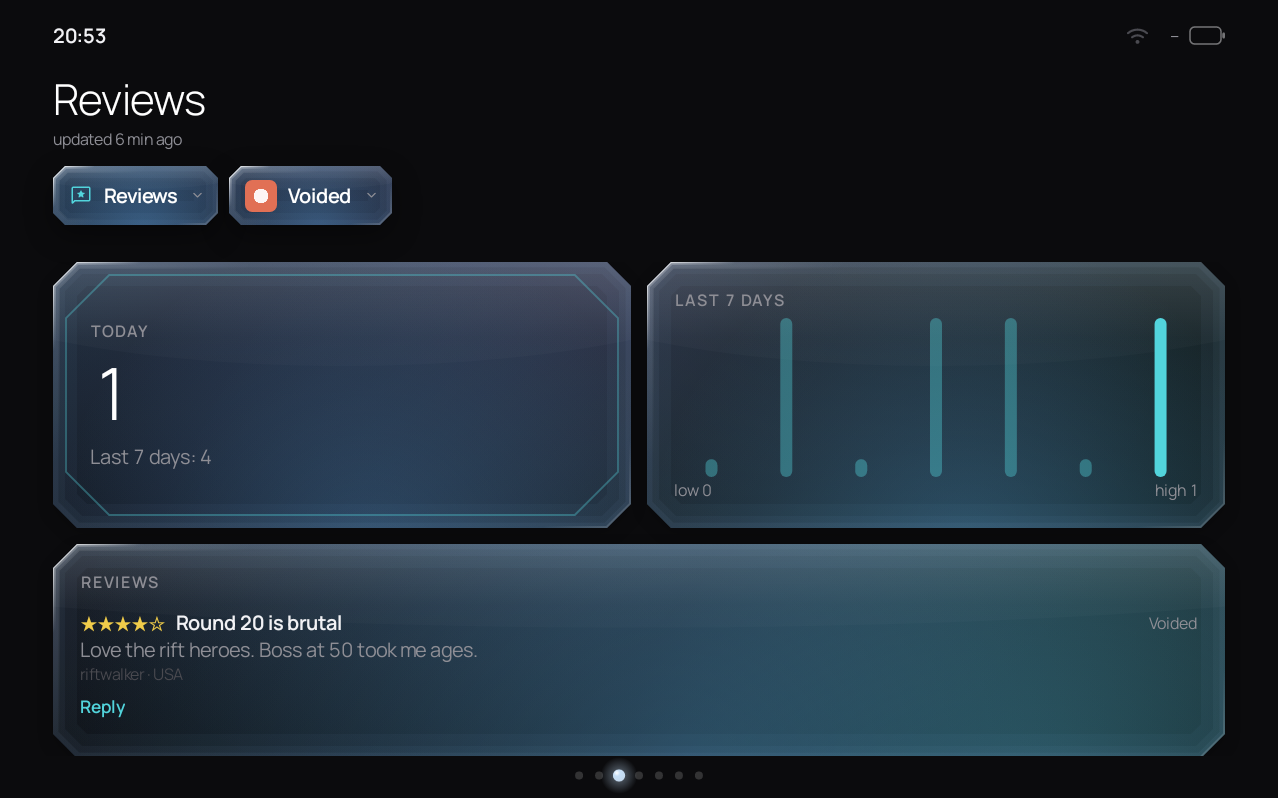 20:53
–
Reviews
updated 6 min ago
Reviews
Voided
TODAY
1
Last 7 days: 4
LAST 7 DAYS
low 0
high 1
REVIEWS
★★★★☆ Round 20 is brutal
Voided
Love the rift heroes. Boss at 50 took me ages.
riftwalker · USA
Reply